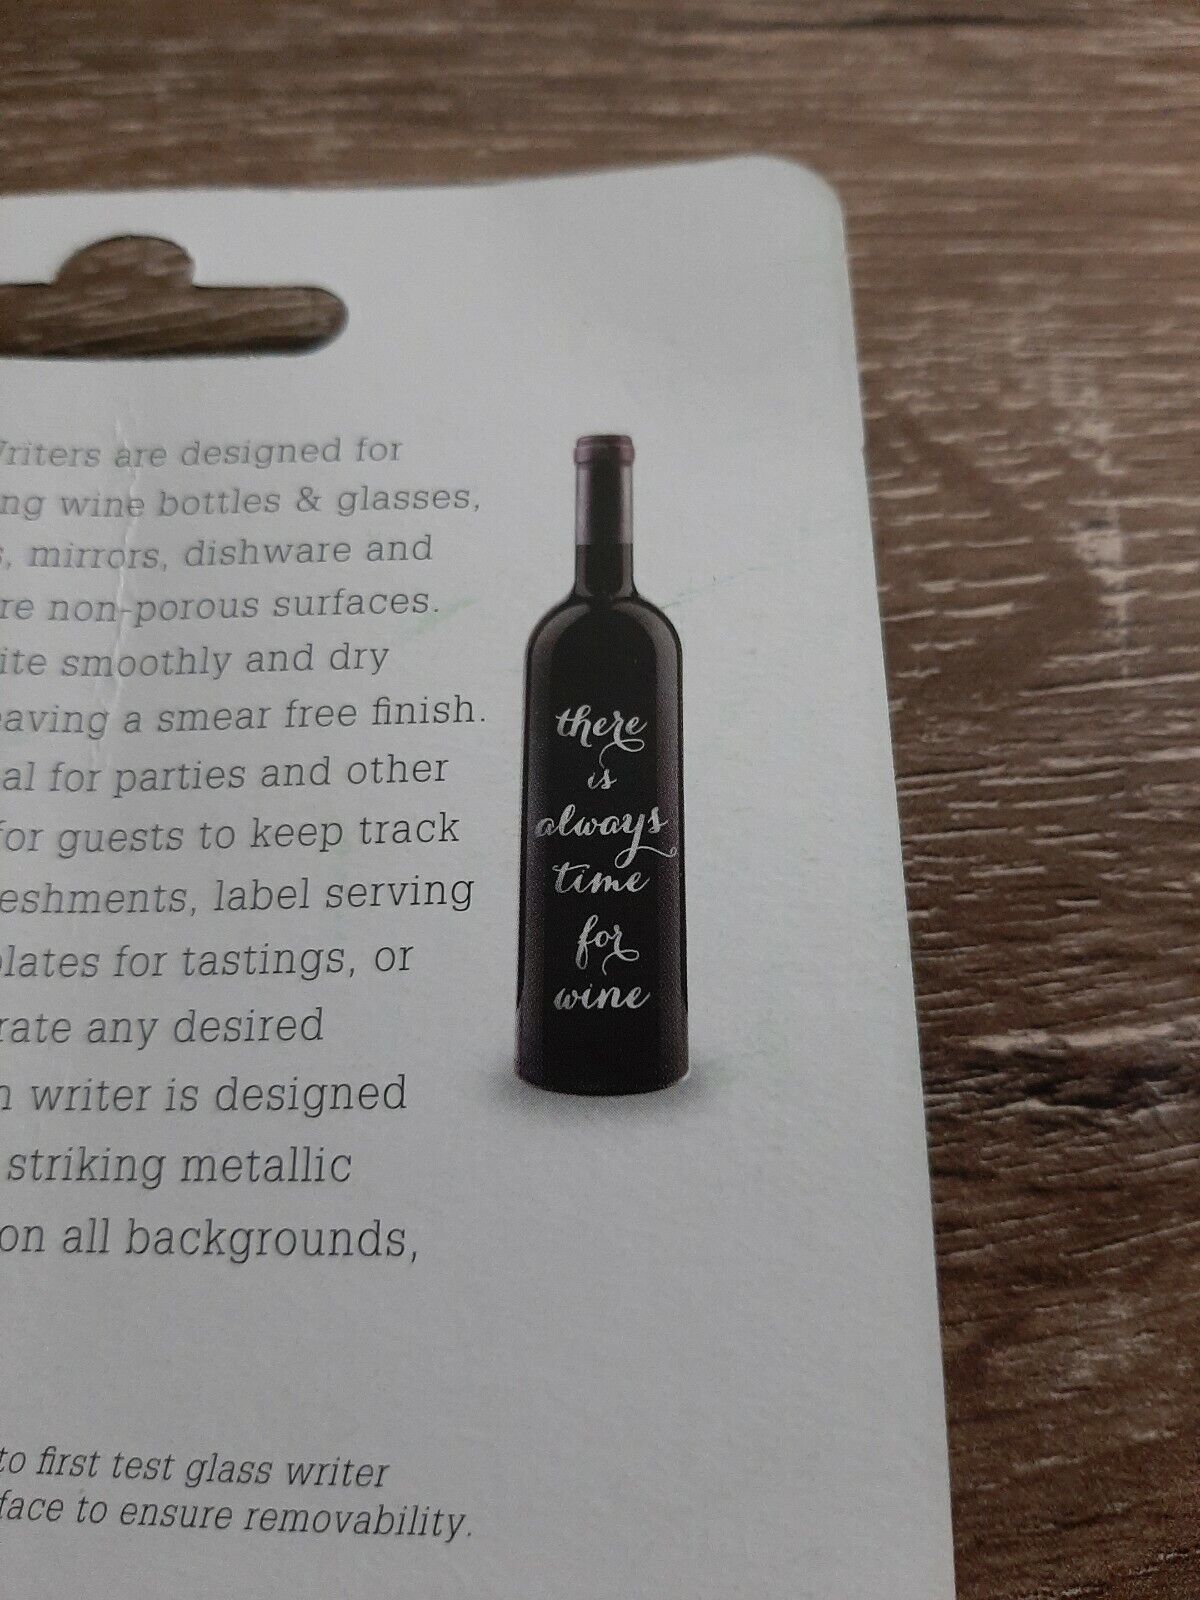 Writers are designed for
ng wine bottles & glasses,
s, mirrors, dishware and
re non-porous surfaces.
ite smoothly and dry
eaving a smear free finish.
al for parties and other
for guests to keep track
eshments, label serving
plates for tastings, or
rate any desired
n writer is designed
striking metallic
on all backgrounds,
to first test glass writer
face to ensure removability.
there
is
always
time
for
wine